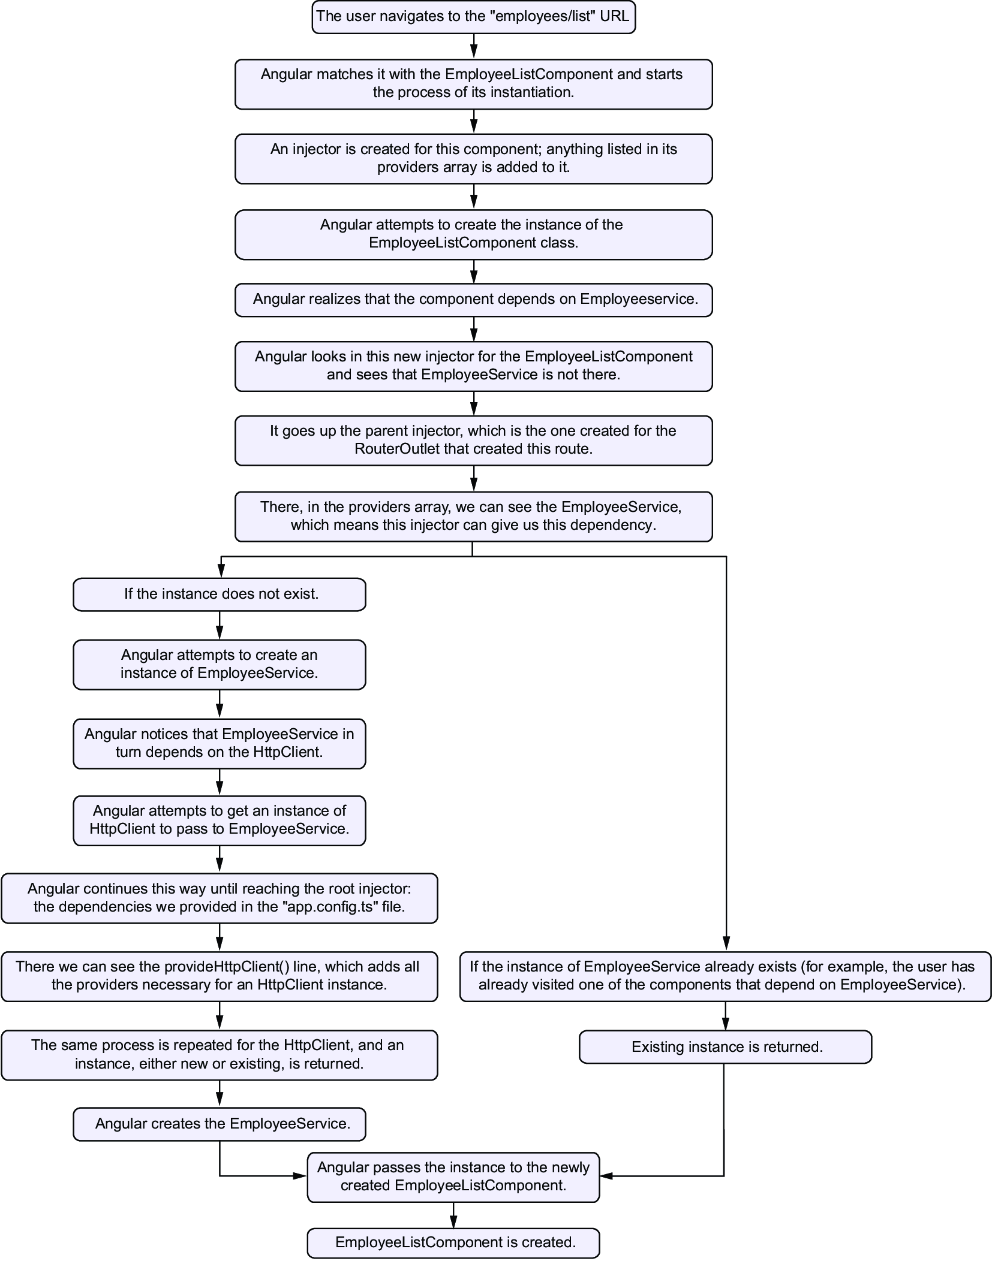 The user navigates to the "employees/list" URL
Angular matches it with the EmployeeListComponent and starts
the process of its instantiation.
An injector is created for this component; anything listed in its
providers array is added to it.
Angular attempts to create the instance of the
EmployeeListComponent class.
Angular realizes that the component depends on Employeeservice.
Angular looks in this new injector for the EmployeeListComponent
and sees that EmployeeService is not there.
It goes up the parent injector, which is the one created for the
RouterOutlet that created this route.
There, in the providers array, we can see the EmployeeService,
which means this injector can give us this dependency.
If the instance does not exist.
Angular attempts to create an
instance of EmployeeService.
Angular notices that EmployeeService in
turn depends on the HttpClient.
Angular attempts to get an instance of
HttpClient to pass to EmployeeService.
Angular continues this way until reaching the root injector:
the dependencies we provided in the "app.config.ts" file.
There we can see the provideHttpClient() line, which adds all
the providers necessary for an HttpClient instance.
The same process is repeated for the HttpClient, and an
instance, either new or existing, is returned.
Angular creates the EmployeeService.
If the instance of EmployeeService already exists (for example, the user has
already visited one of the components that depend on EmployeeService).
Existing instance is returned.
Angular passes the instance to the newly
created EmployeeListComponent.
EmployeeListComponent is created.